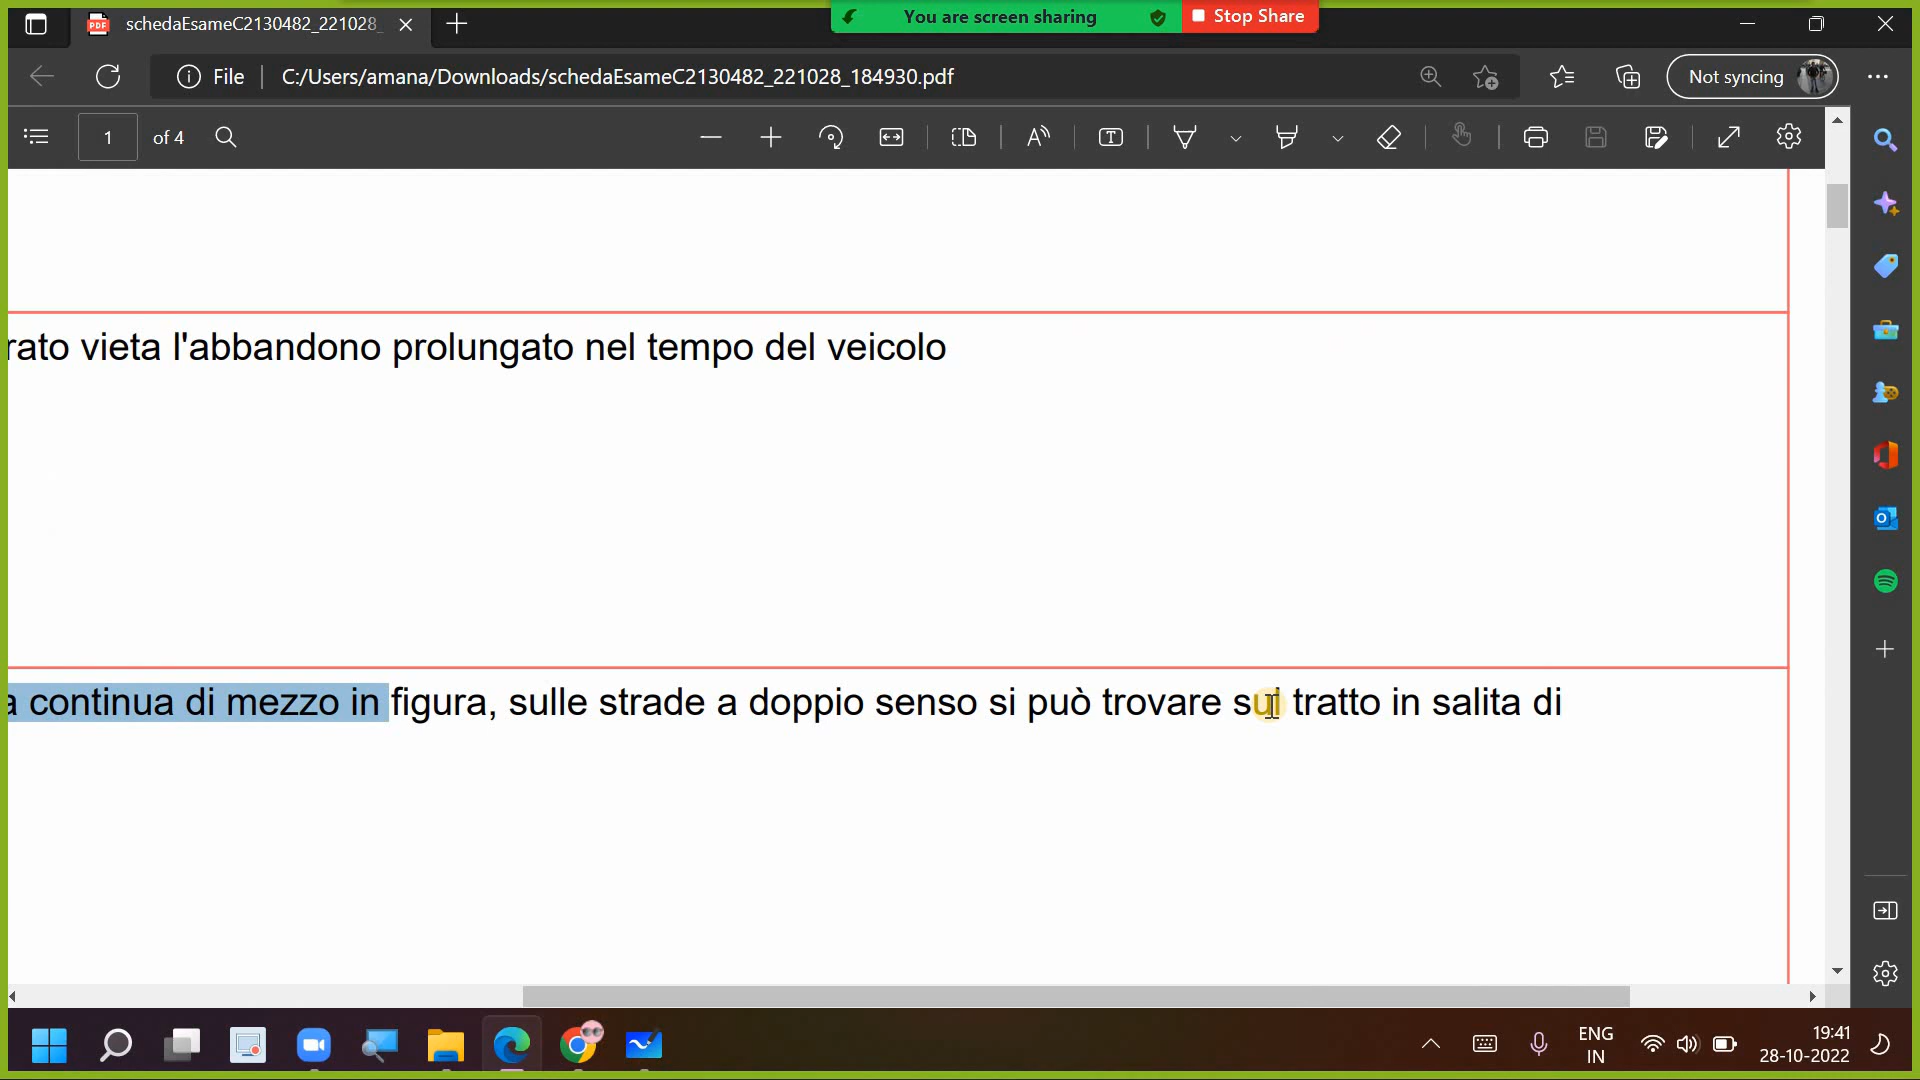 schedaEsameC2130482_221028_
You are screen sharing
Stop Share
File
C:/Users/amana/Downloads/schedaEsameC2130482_221028_184930.pdf
Not syncing
1
of 4
rato vieta l'abbandono prolungato nel tempo del veicolo
a continua di mezzo in figura, sulle strade a doppio senso si può trovare sul tratto in salita di
ENG
IN
19:41
28-10-2022